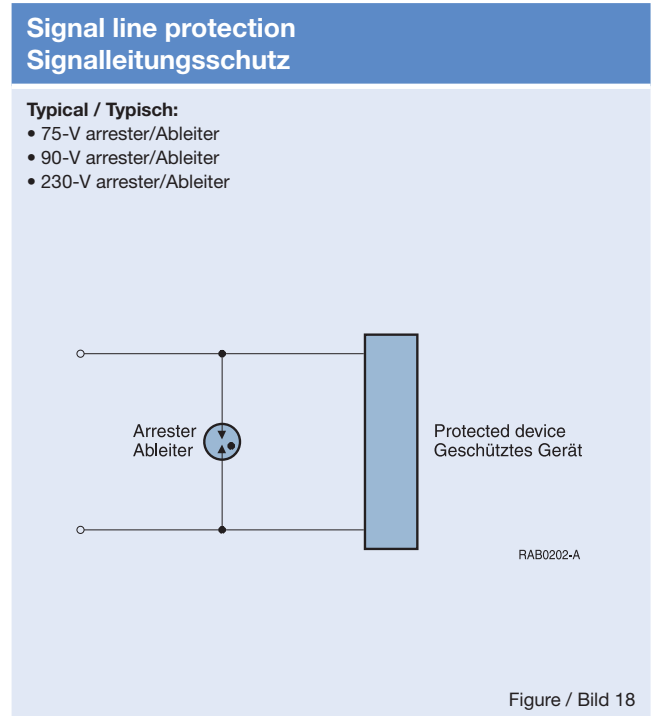 Signal line protection
Signalleitungsschutz
Typical / Typisch:
• 75-V arrester/Ableiter
• 90-V arrester/Ableiter
• 230-V arrester/Ableiter
Arrester
Ableiter
Protected device
Geschütztes Gerät
RAB0202-A
Figure / Bild 18